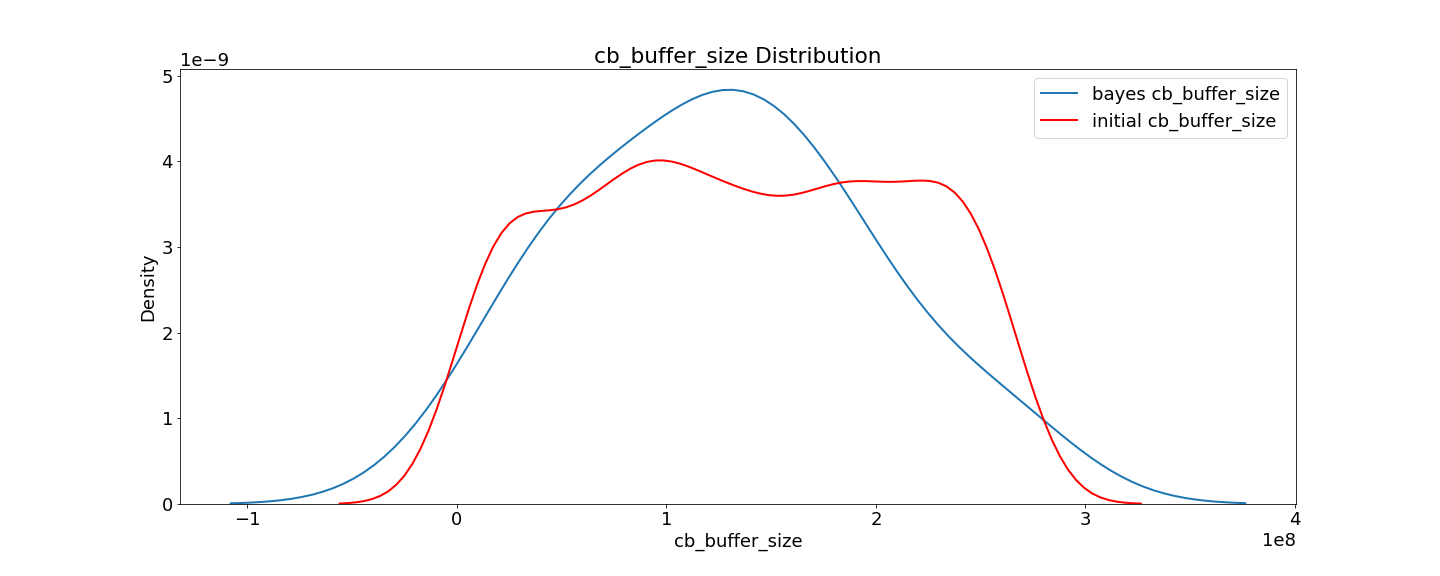 cb_buffer_size Distribution
1e−9
bayes cb_buffer_size
initial cb_buffer_size
5
4
3
2
1
0
Density
−1
0
1
2
3
4
cb_buffer_size
1e8